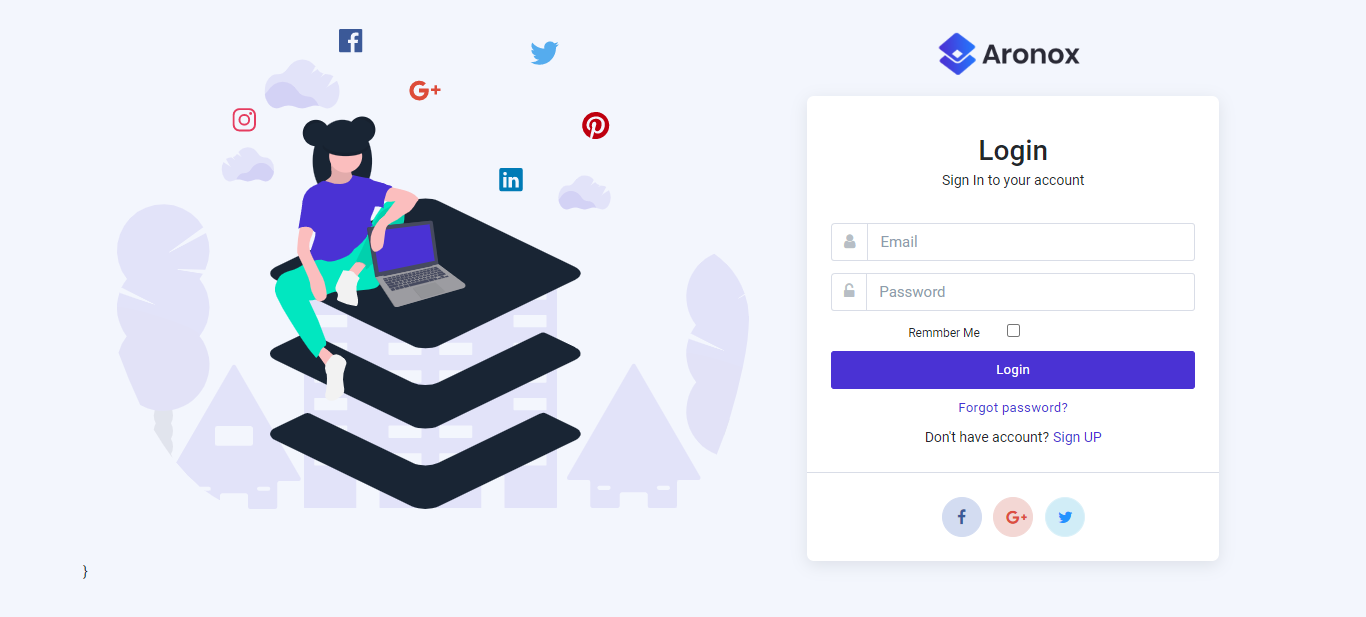 Aronox
Login
Sign In to your account
Email
Password
Remmber Me
Login
Forgot password?
Don't have account? Sign UP
}